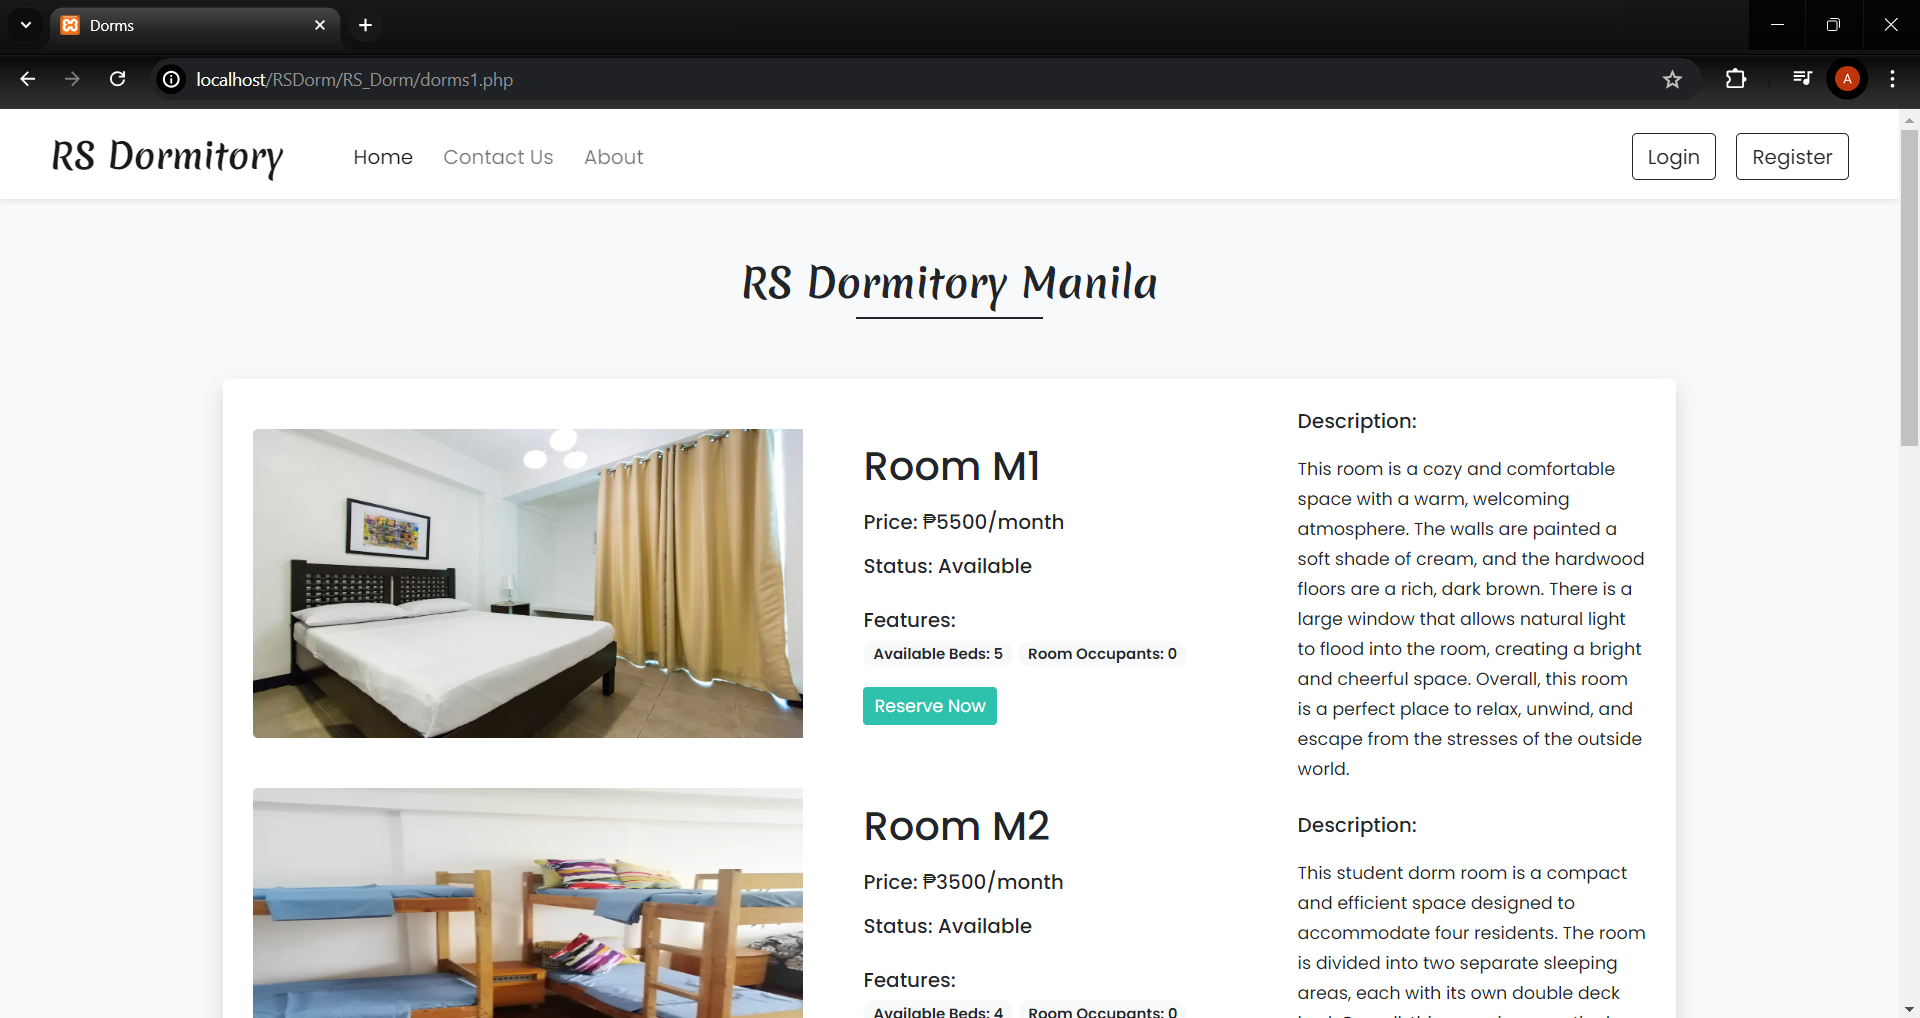 Dorms
localhost/RSDorm/RS_Dorm/dorms1.php
A
RS Dormitory
Home
Contact Us
About
Login
Register
RS Dormitory Manila
Room M1
Price: ₱5500/month
Status: Available
Features:
Available Beds: 5
Room Occupants: 0
Reserve Now
Description:
This room is a cozy and comfortable
space with a warm, welcoming
atmosphere. The walls are painted a
soft shade of cream, and the hardwood
floors are a rich, dark brown. There is a
large window that allows natural light
to flood into the room, creating a bright
and cheerful space. Overall, this room
is a perfect place to relax, unwind, and
escape from the stresses of the outside
world.
Room M2
Price: ₱3500/month
Status: Available
Features:
Available Beds: 4
Room Occupants: 0
Description:
This student dorm room is a compact
and efficient space designed to
accommodate four residents. The room
is divided into two separate sleeping
areas, each with its own double deck